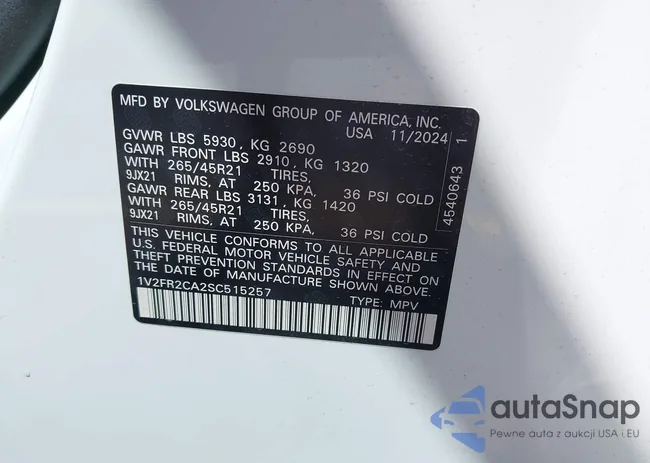 MFD BY VOLKSWAGEN GROUP OF AMERICA, INC.
USA 11/2024
GVWR LBS 5930, KG 2690
GAWR FRONT LBS 2910, KG 1320
WITH 265/45R21 TIRES,
9JX21 RIMS, AT 250 KPA, 36 PSI COLD
GAWR REAR LBS 3131, KG 1420
WITH 265/45R21 TIRES,
9JX21 RIMS, AT 250 KPA, 36 PSI COLD
THIS VEHICLE CONFORMS TO ALL APPLICABLE
U.S. FEDERAL MOTOR VEHICLE SAFETY AND
THEFT PREVENTION STANDARDS IN EFFECT ON
THE DATE OF MANUFACTURE SHOWN ABOVE.
1V2FR2CA2SC515257 TYPE: MPV
4540643 1
autaSnap
Pewne auta z aukcji USA i EU